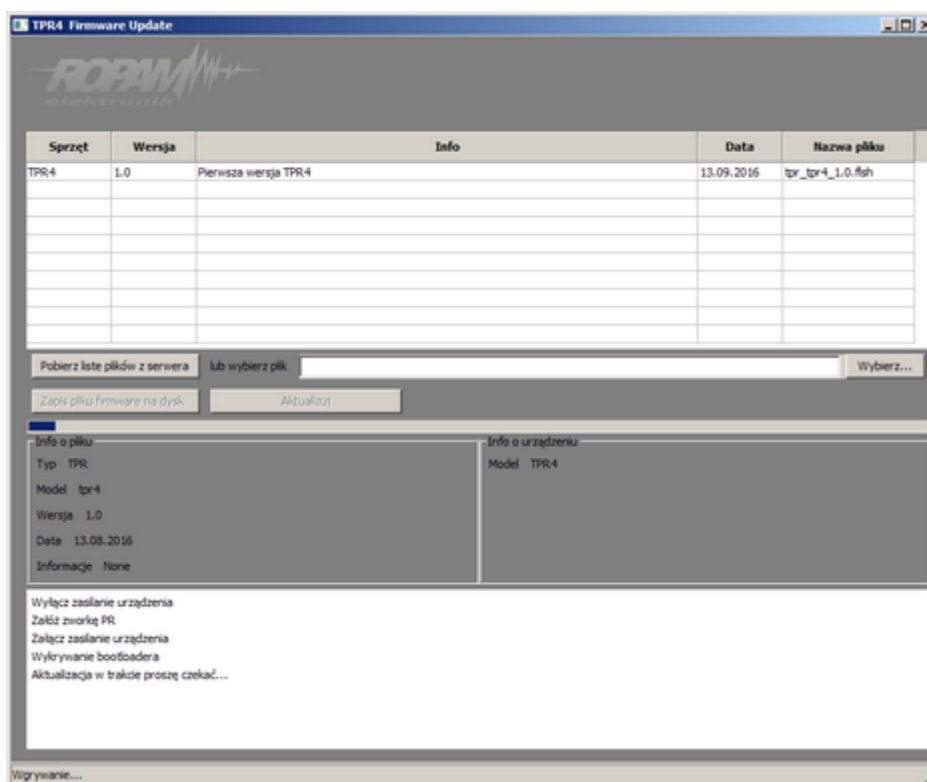 TPR4 Firmware Update
ROPAM
elektronik
Sprzęt Wersja Info Data Nazwa pliku
TPR4 1.0 Pierwsza wersja TPR4 13.09.2016 tpr_tpr4_1.0.flsh
Pobierz liste plików z serwera lub wybierz plik Wybierz...
Zapis pliku firmware na dysk Aktualizuj
Info o pliku Info o urządzeniu
Typ TPR Model TPR4
Model tpr4
Wersja 1.0
Data 13.08.2016
Informacje None
Wyłącz zasilanie urządzenia
Załóż zworkę PR
Załącz zasilanie urządzenia
Wykrywanie bootloadera
Aktualizacja w trakcie proszę czekać...
Wgrywanie....